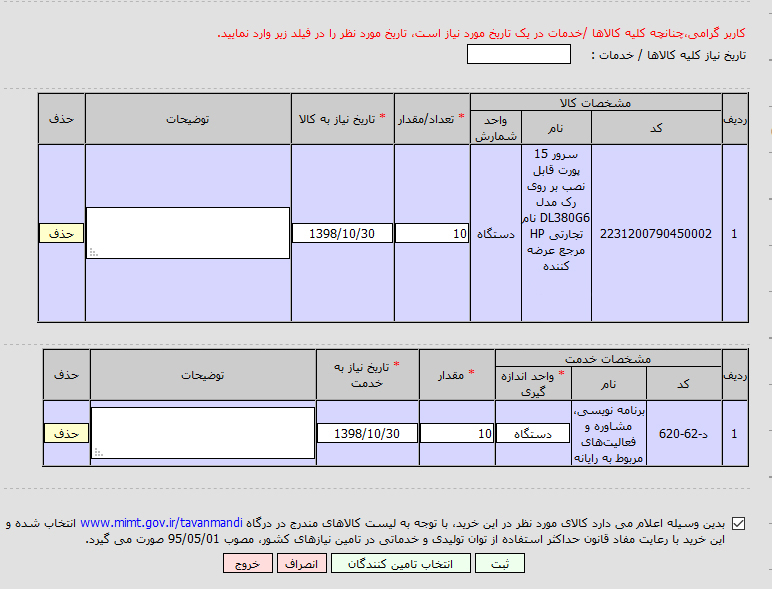 کاربر گرامی،چنانچه کلیه کالاها /خدمات در یک تاریخ مورد نیاز است، تاریخ مورد نظر را در فیلد زیر وارد نمایید.
تاریخ نیاز کلیه کالاها / خدمات :
ردیف
مشخصات کالا
* تعداد/مقدار
* تاریخ نیاز به کالا
توضیحات
حذف
کد
نام
واحد
شمارش
1
2231200790450002
سرور 15
پورت قابل
نصب بر روی
رک مدل
DL380G6 نام
تجارتی HP
مرجع عرضه
کننده
دستگاه
10
1398/10/30
حذف
ردیف
مشخصات خدمت
* مقدار
* تاریخ نیاز به
خدمت
توضیحات
حذف
کد
نام
* واحد اندازه
گیری
1
د-62-620
برنامه نویسی،
مشاوره و
فعالیت‌های
مربوط به رایانه
دستگاه
10
1398/10/30
حذف
بدین وسیله اعلام می دارد کالای مورد نظر در این خرید، با توجه به لیست کالاهای مندرج در درگاه www.mimt.gov.ir/tavanmandi انتخاب شده و
این خرید با رعایت مفاد قانون حداکثر استفاده از توان تولیدی و خدماتی در تامین نیازهای کشور، مصوب 95/05/01 صورت می گیرد.
ثبت
انتخاب تامین کنندگان
انصراف
خروج